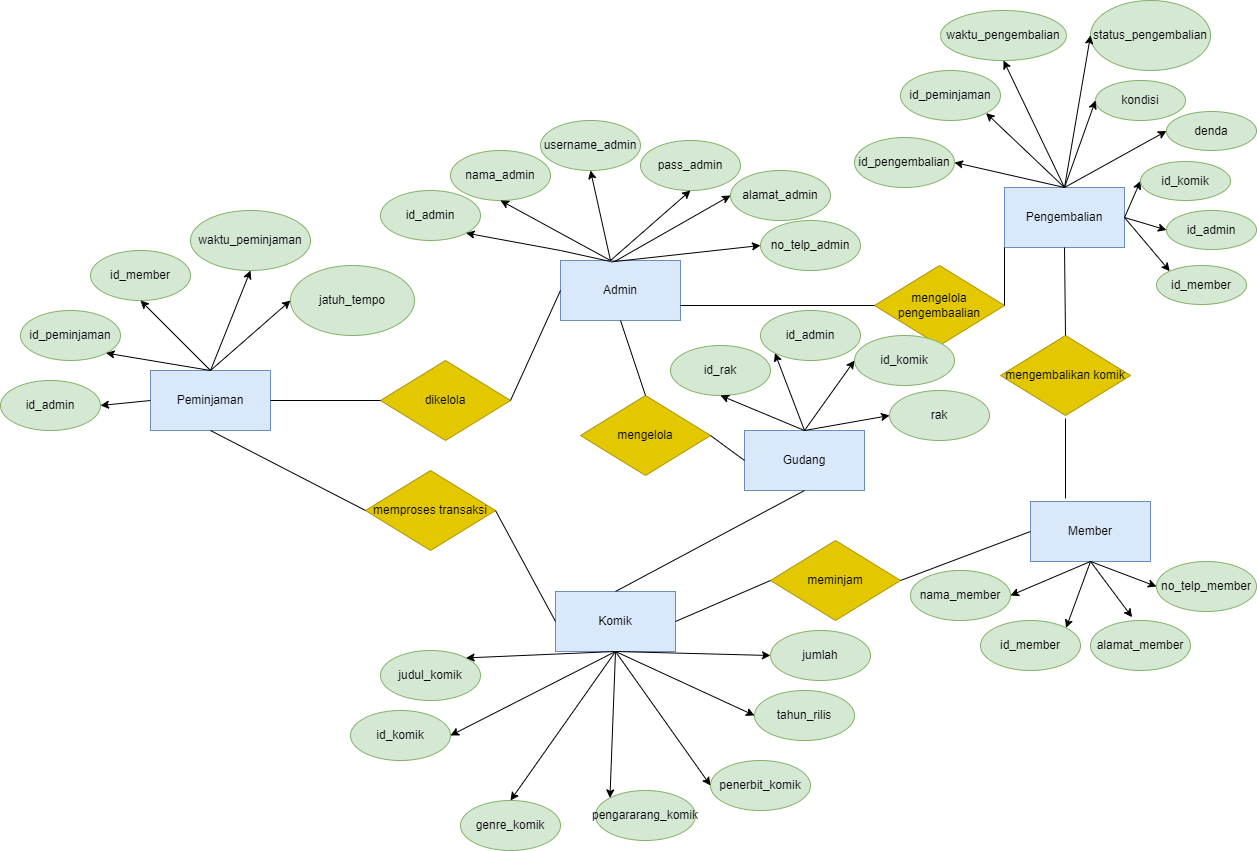 waktu_pengembalian
status_pengembalian
id_peminjaman
kondisi
denda
id_pengembalian
id_komik
Pengembalian
id_admin
id_member
username_admin
nama_admin
pass_admin
alamat_admin
id_admin
no_telp_admin
Admin
mengelola
pengembaalian
waktu_peminjaman
id_member
jatuh_tempo
id_peminjaman
id_admin
Peminjaman
dikelola
id_admin
id_komik
id_rak
rak
mengelola
Gudang
mengembalikan komik
memproses transaksi
Member
meminjam
nama_member
no_telp_member
id_member
alamat_member
Komik
judul_komik
jumlah
id_komik
tahun_rilis
penerbit_komik
genre_komik
pengararang_komik